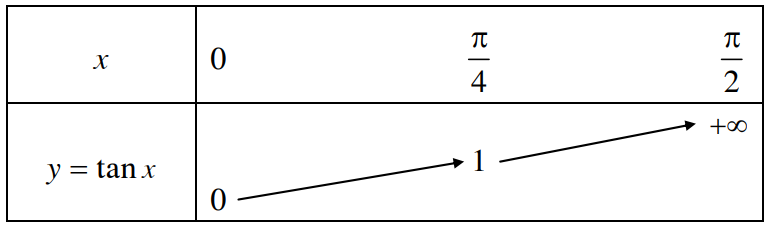 x 0 π/4 π/2
y = tan x 0 1 +∞